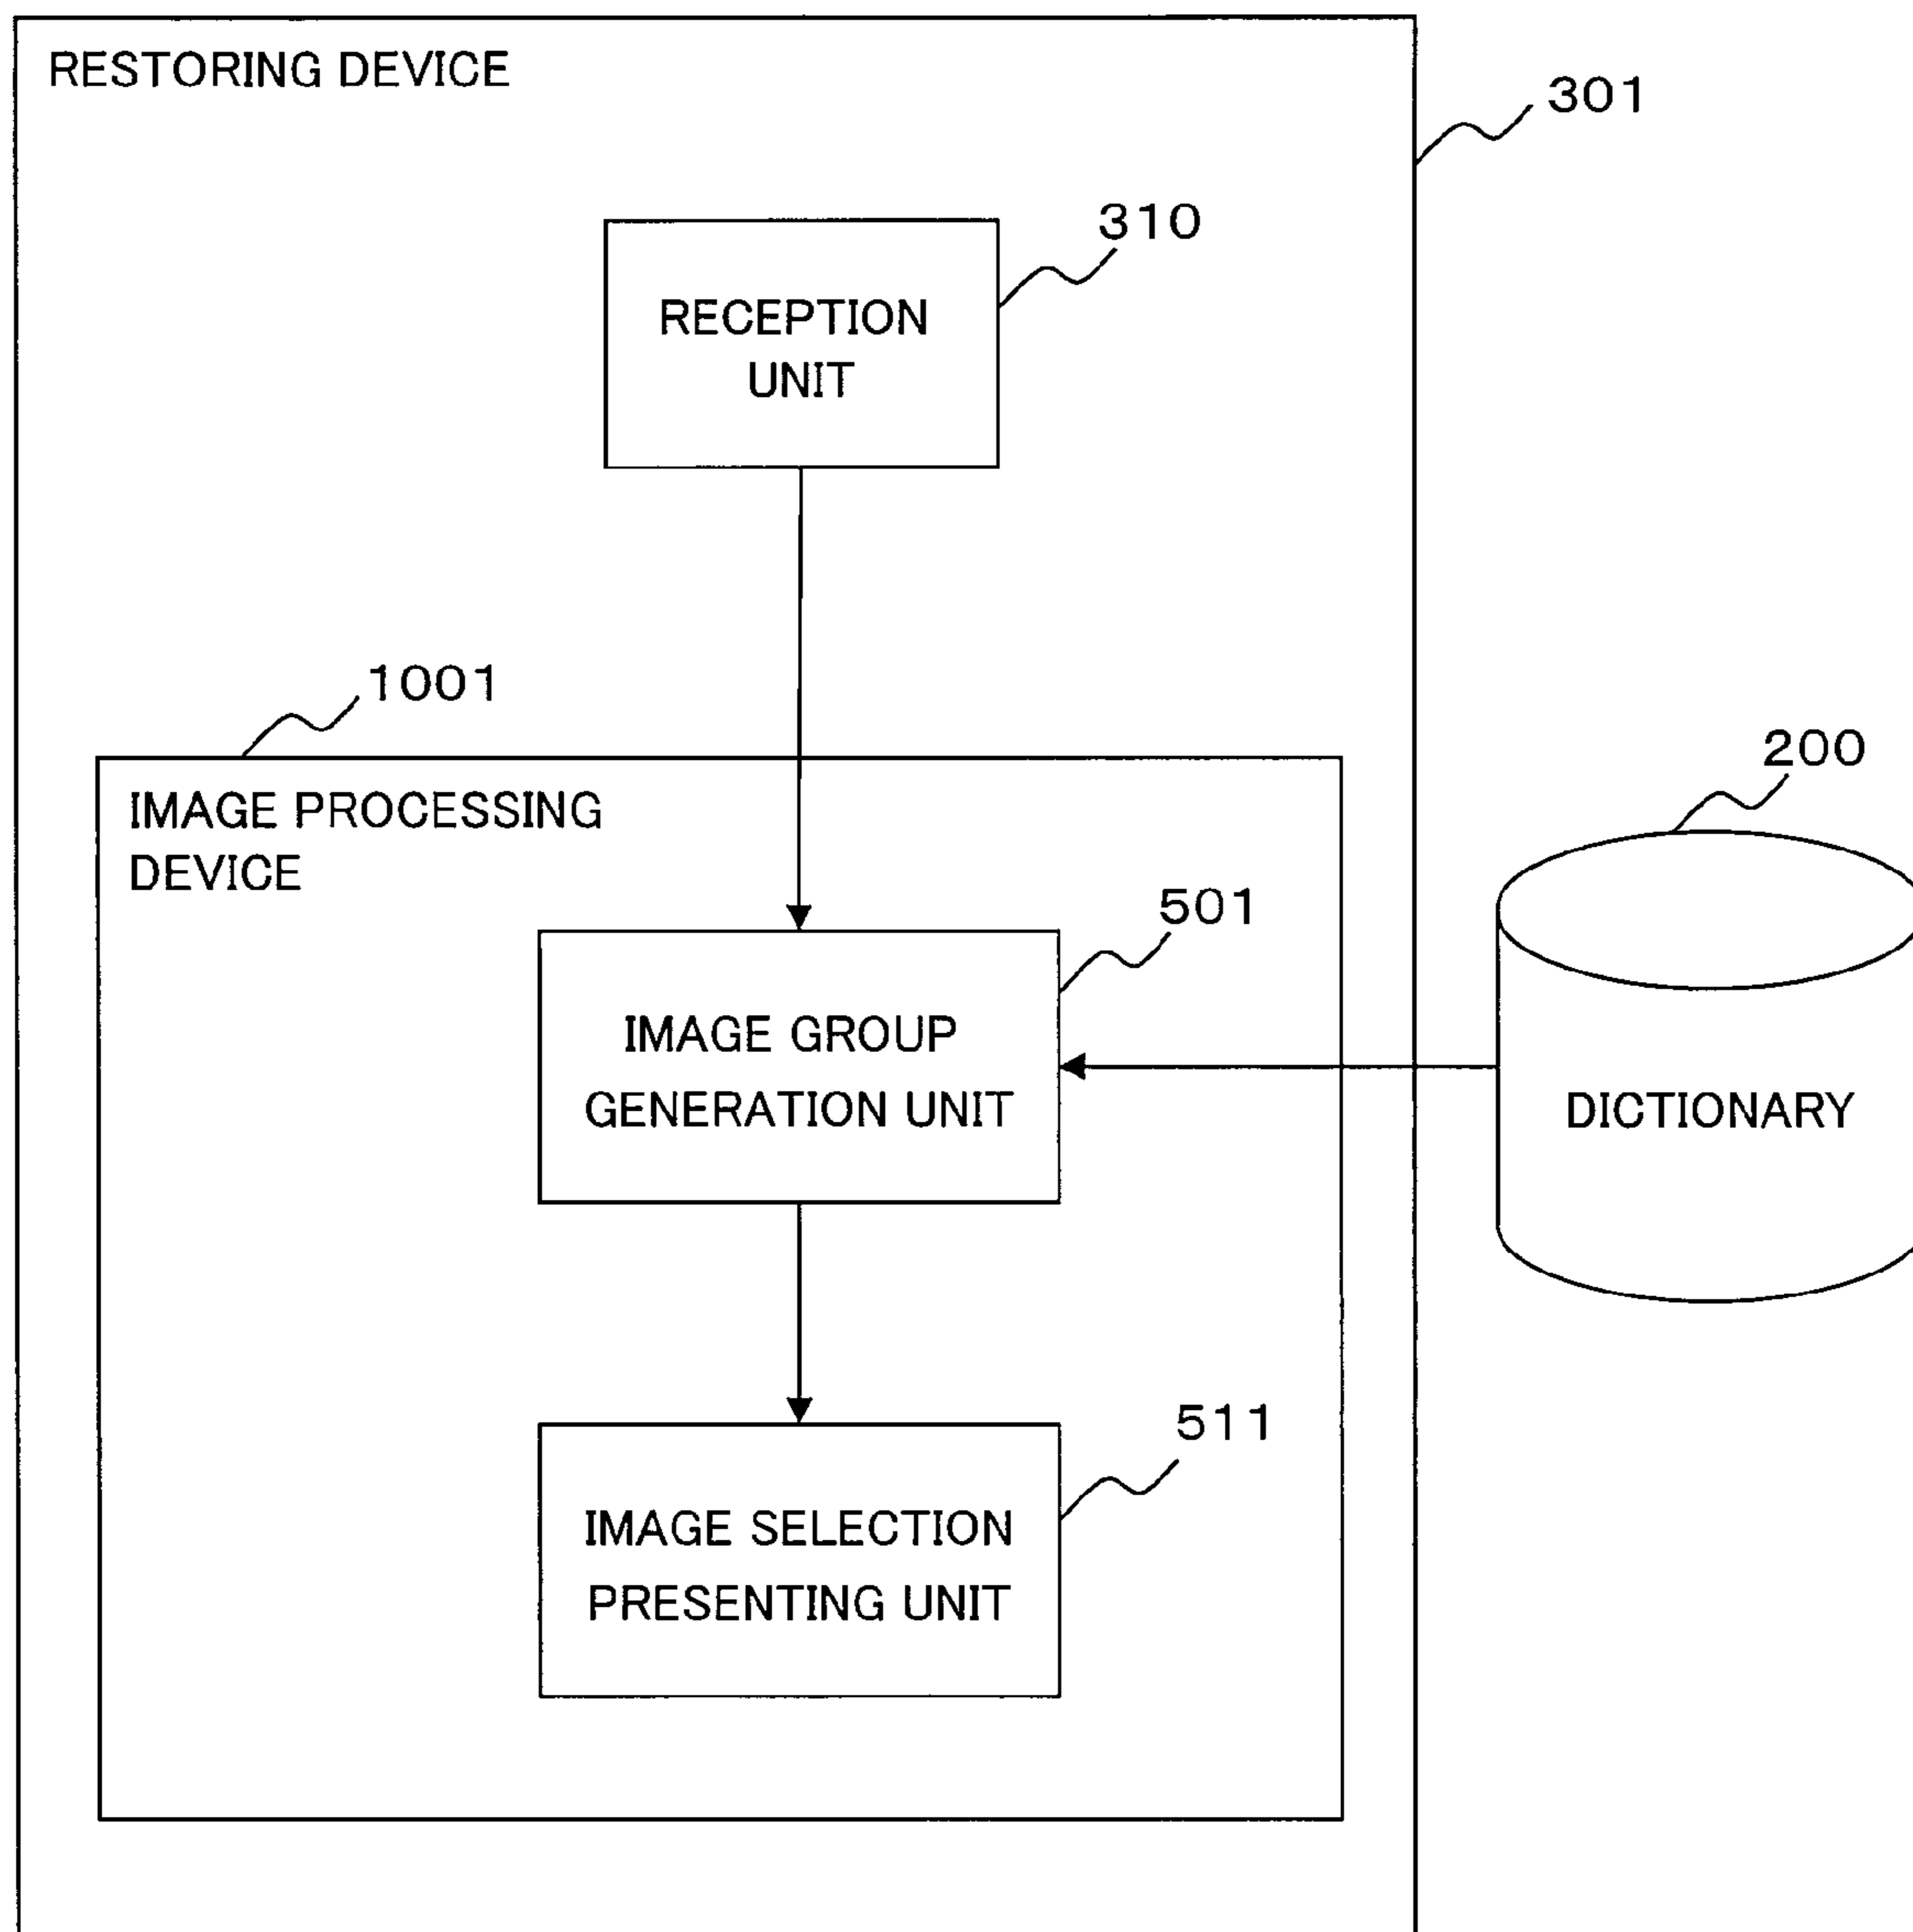 RESTORING DEVICE
301
310
RECEPTION
UNIT
1001
200
IMAGE PROCESSING
DEVICE
501
IMAGE GROUP
GENERATION UNIT
DICTIONARY
511
IMAGE SELECTION
PRESENTING UNIT